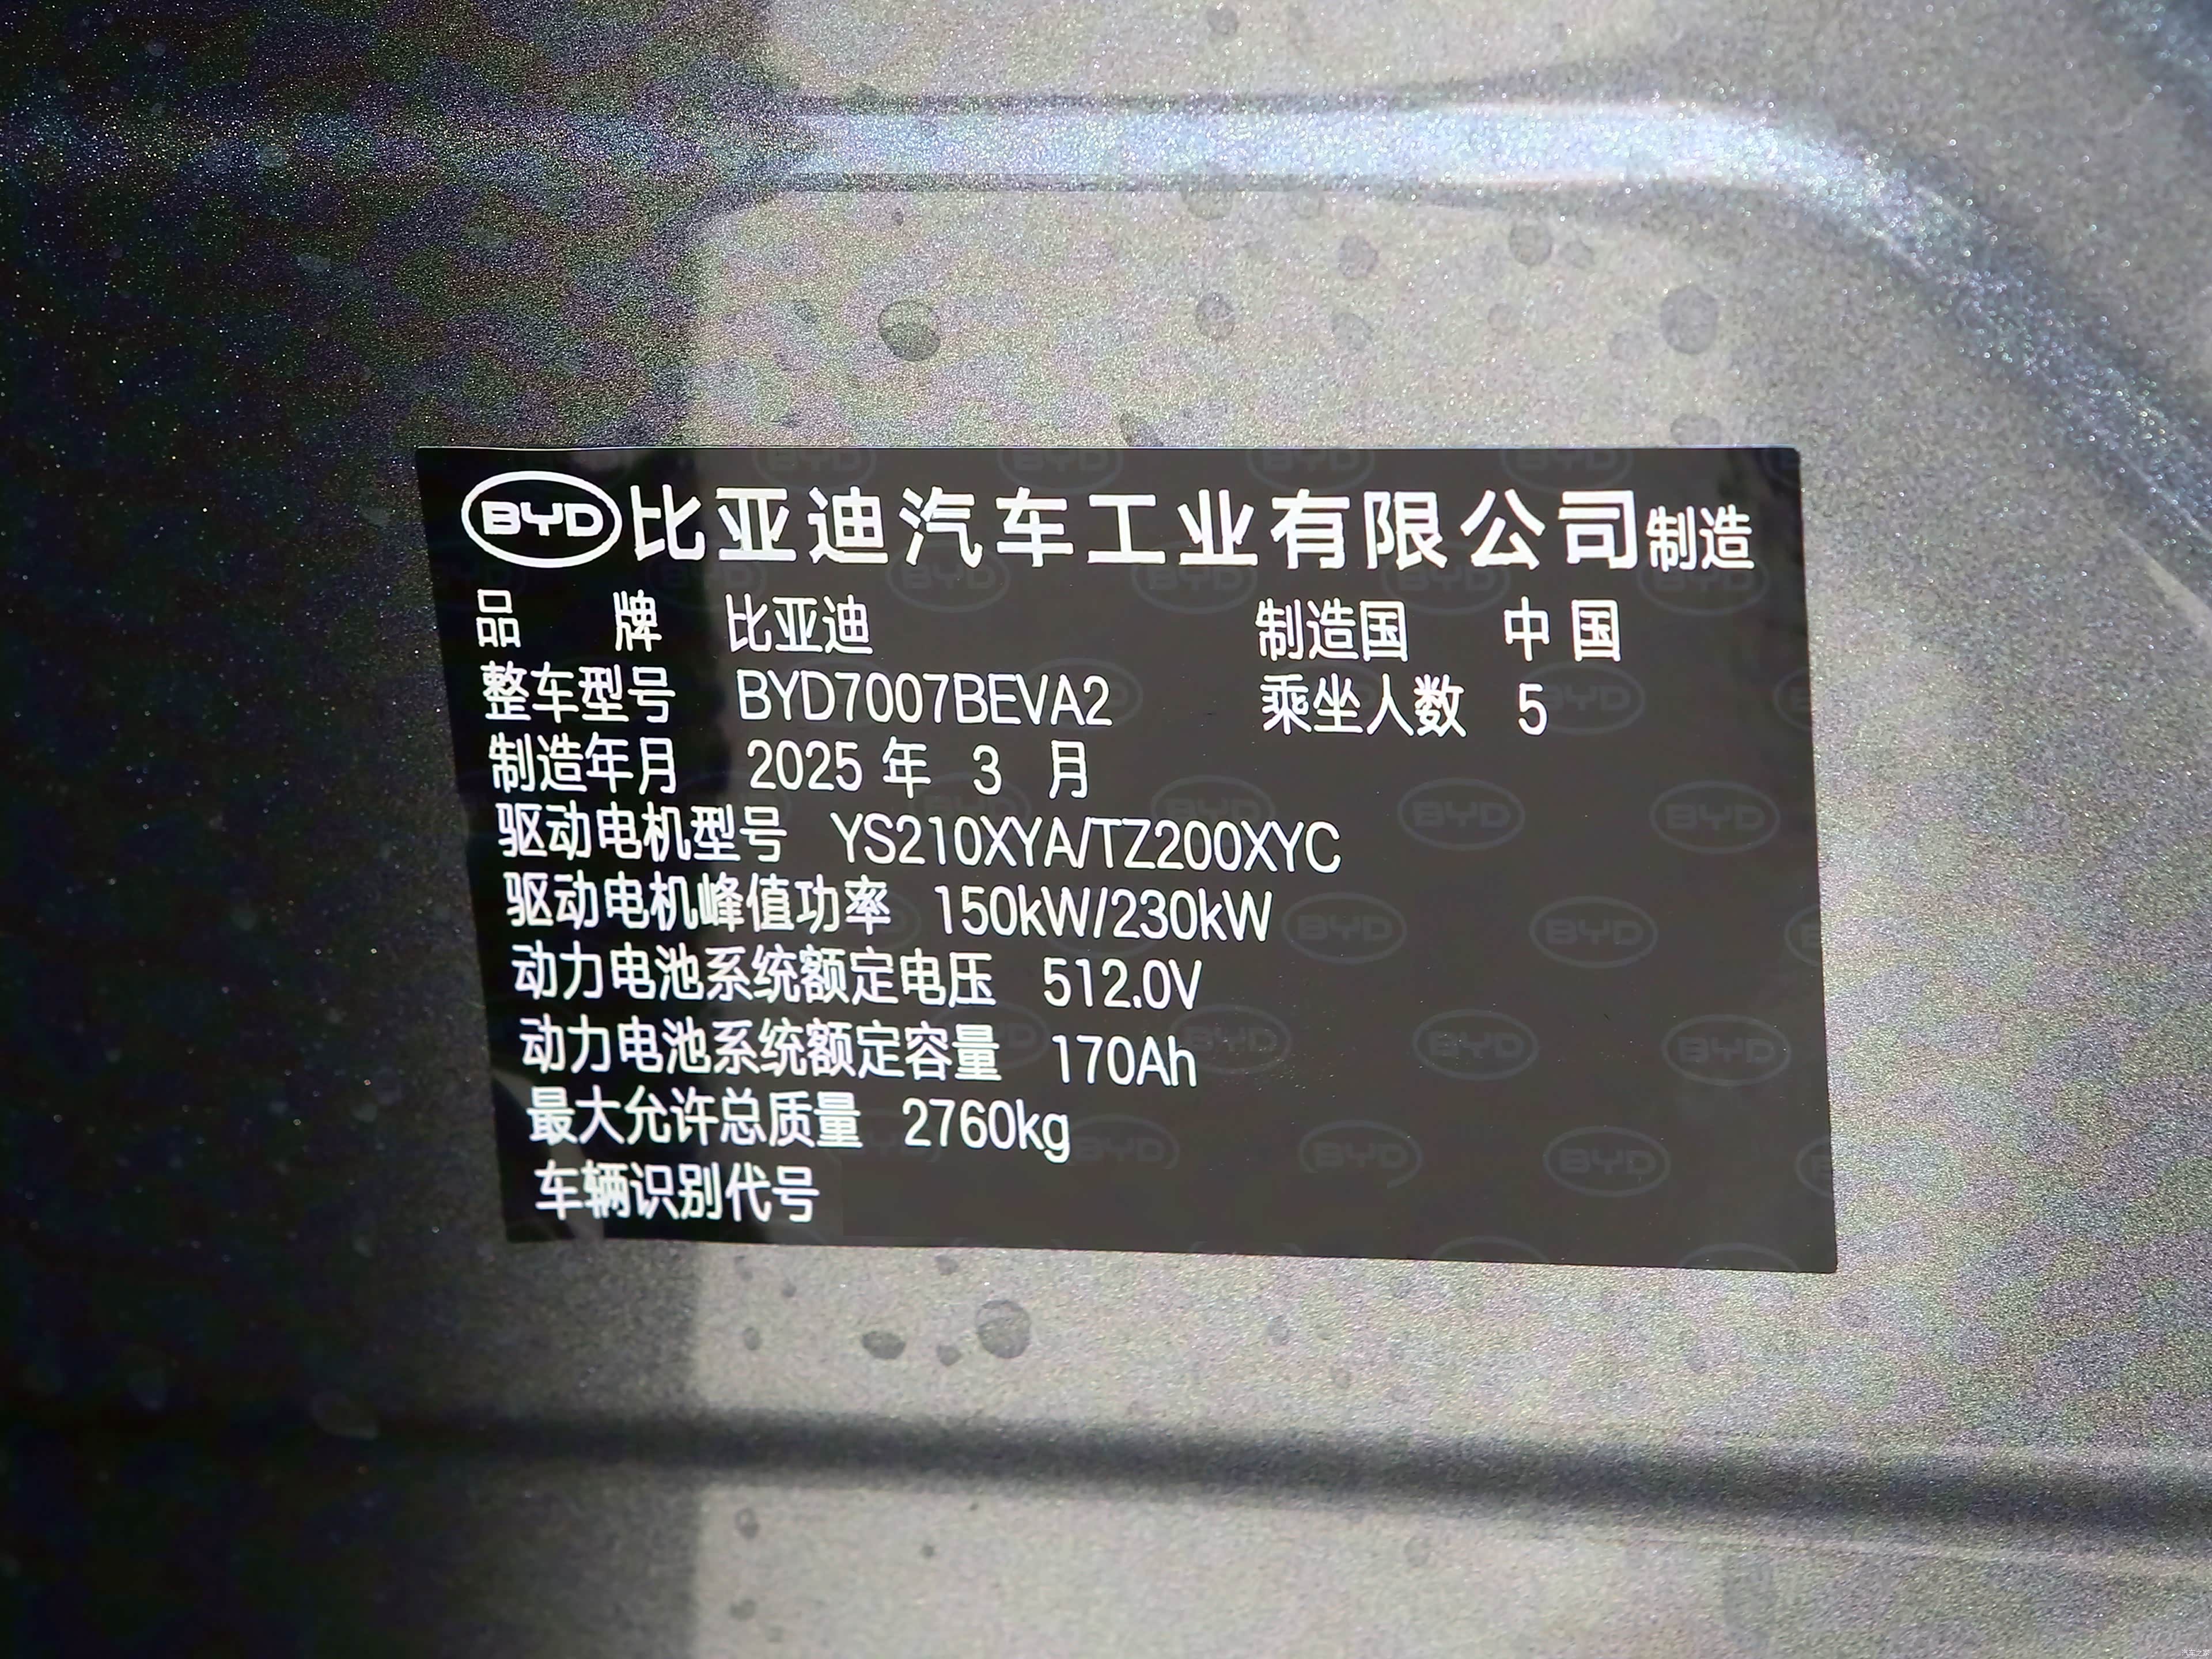 BYD 比亚迪汽车工业有限公司制造
品 牌 比亚迪 制造国 中国
整车型号 BYD7007BEVA2 乘坐人数 5
制造年月 2025 年 3 月
驱动电机型号 YS210XYA/TZ200XYC
驱动电机峰值功率 150kW/230kW
动力电池系统额定电压 512.0V
动力电池系统额定容量 170Ah
最大允许总质量 2760kg
车辆识别代号
汽车之家